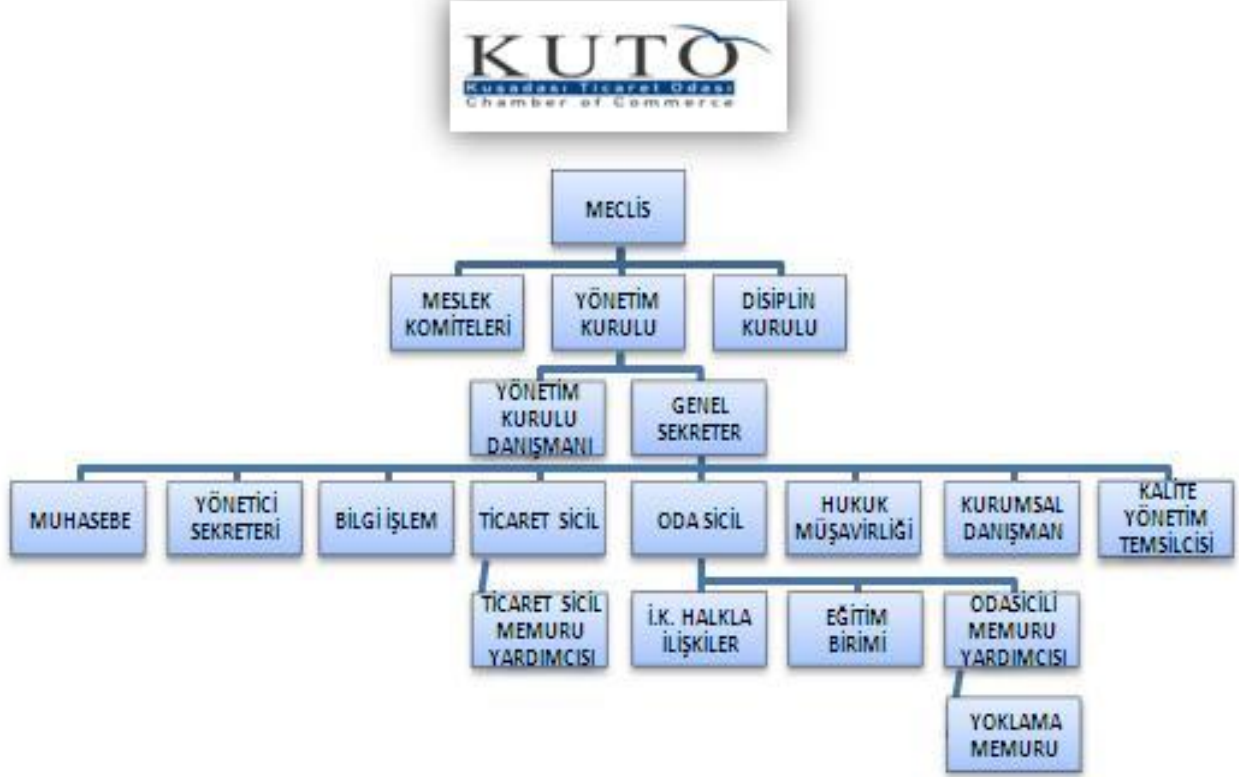 KUTO
Kuşadası Ticaret Odası
Chamber of Commerce
MECLİS
MESLEK
KOMİTELERİ
YÖNETİM
KURULU
DİSİPLİN
KURULU
YÖNETİM
KURULU
DANIŞMANI
GENEL
SEKRETER
MUHASEBE
YÖNETİCİ
SEKRETERİ
BİLGİ İŞLEM
TİCARET SİCİL
ODA SİCİL
HUKUK
MÜŞAVİRLİĞİ
KURUMSAL
DANIŞMAN
KALİTE
YÖNETİM
TEMSİLCİSİ
TİCARET SİCİL
MEMURU
YARDIMCISI
İ.K. HALKLA
İLİŞKİLER
EĞİTİM
BİRİMİ
ODASİCİLİ
MEMURU
YARDIMCISI
YOKLAMA
MEMURU